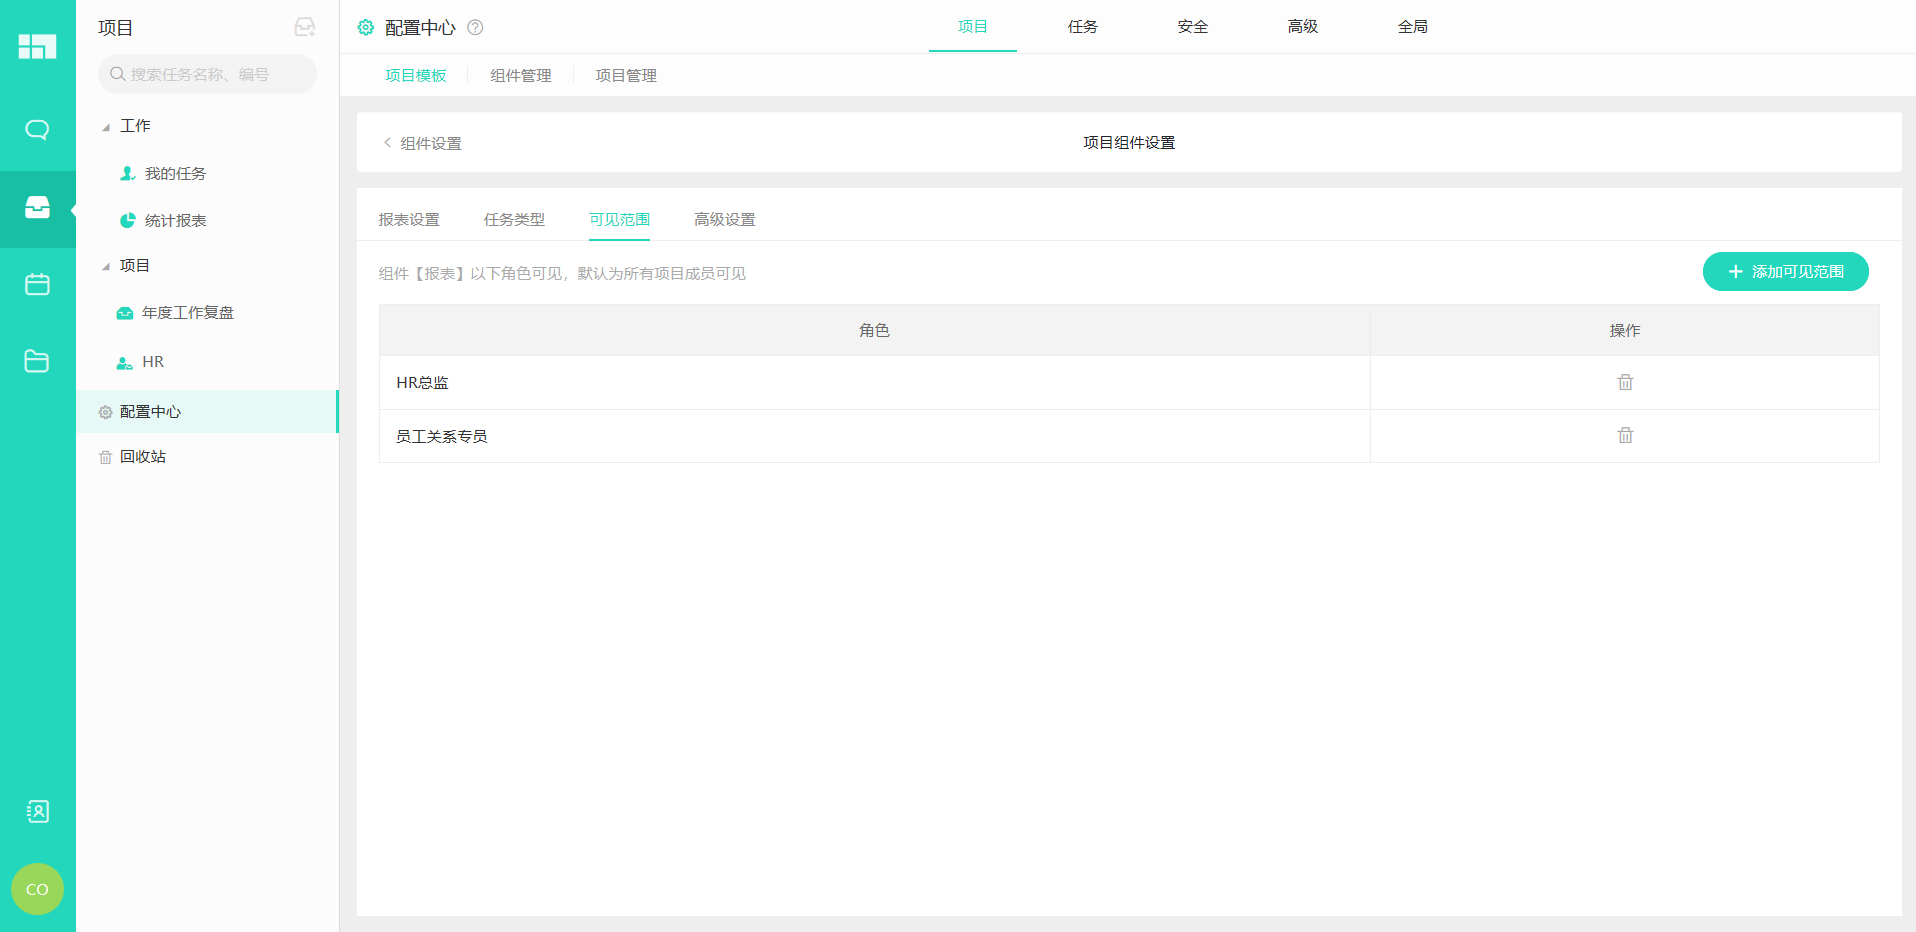 项目
搜索任务名称、编号
工作
我的任务
统计报表
项目
年度工作复盘
HR
配置中心
回收站
CO
配置中心
项目 任务 安全 高级 全局
项目模板 组件管理 项目管理
组件设置
项目组件设置
报表设置 任务类型 可见范围 高级设置
组件【报表】以下角色可见，默认为所有项目成员可见
添加可见范围
角色 操作
HR总监
员工关系专员